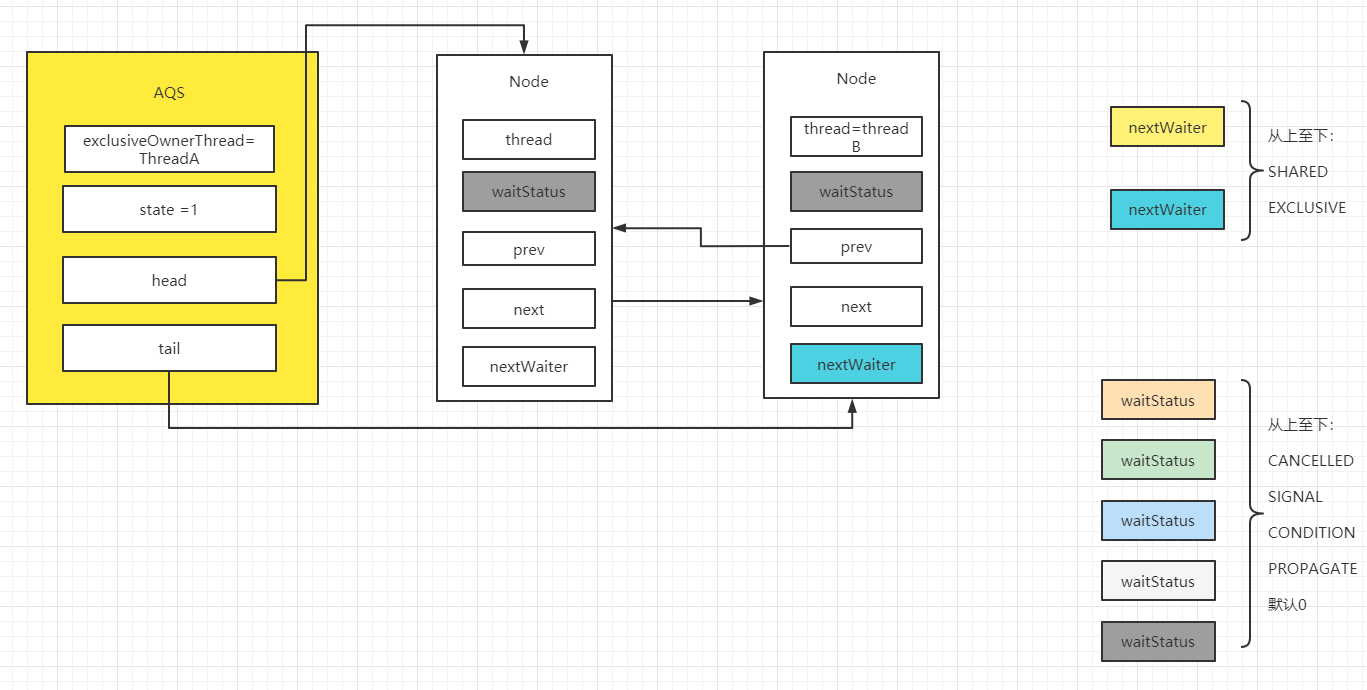 AQS
exclusiveOwnerThread=
ThreadA
state =1
head
tail
Node
thread
waitStatus
prev
next
nextWaiter
Node
thread=thread
B
waitStatus
prev
next
nextWaiter
nextWaiter
nextWaiter
从上至下：
SHARED
EXCLUSIVE
waitStatus
waitStatus
waitStatus
waitStatus
waitStatus
从上至下：
CANCELLED
SIGNAL
CONDITION
PROPAGATE
默认0